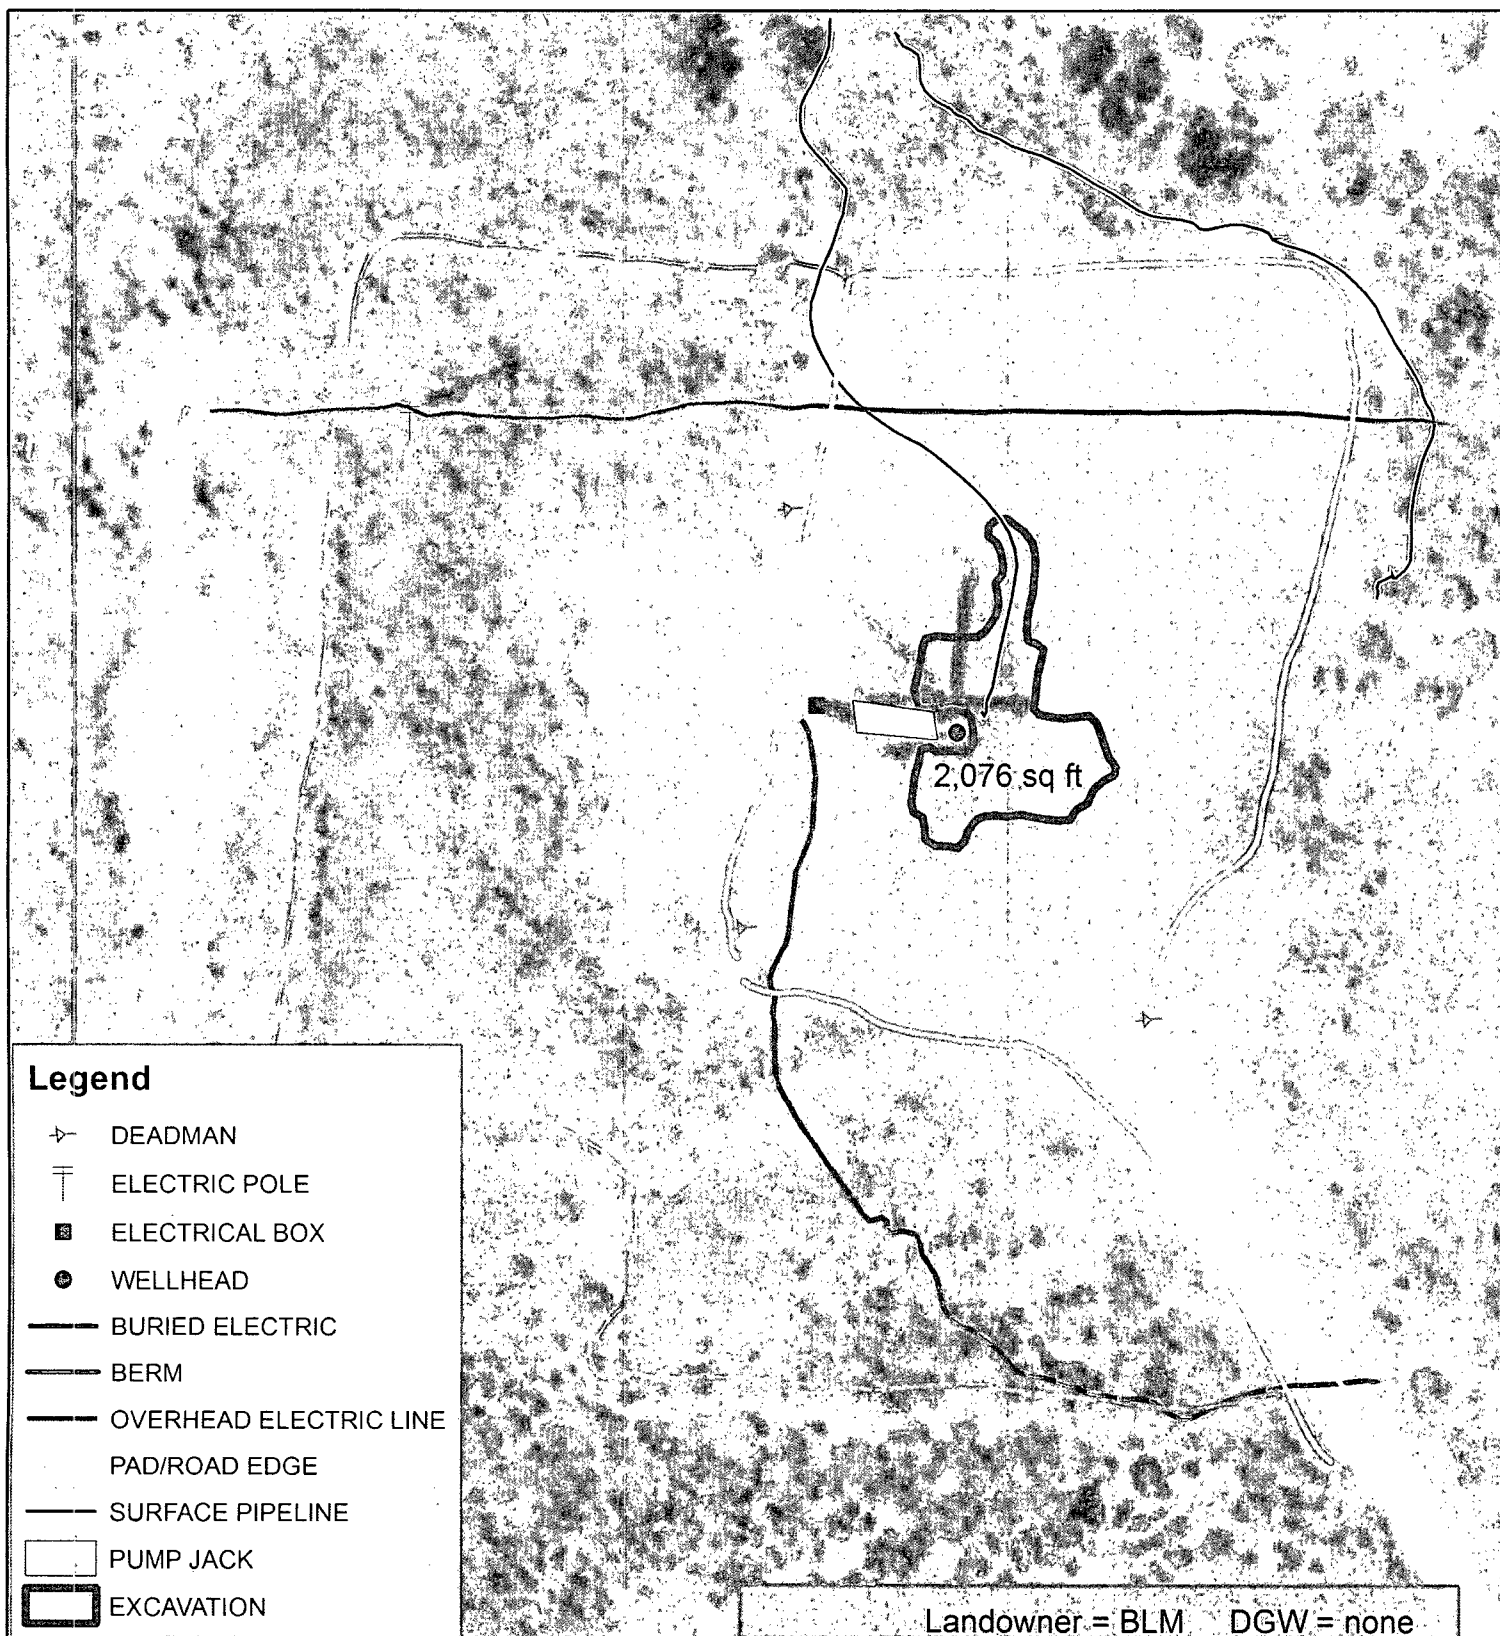 2,076 sq ft
Legend
DEADMAN
ELECTRIC POLE
ELECTRICAL BOX
WELLHEAD
BURIED ELECTRIC
BERM
OVERHEAD ELECTRIC LINE
PAD/ROAD EDGE
SURFACE PIPELINE
PUMP JACK
EXCAVATION
Landowner = BLM DGW = none